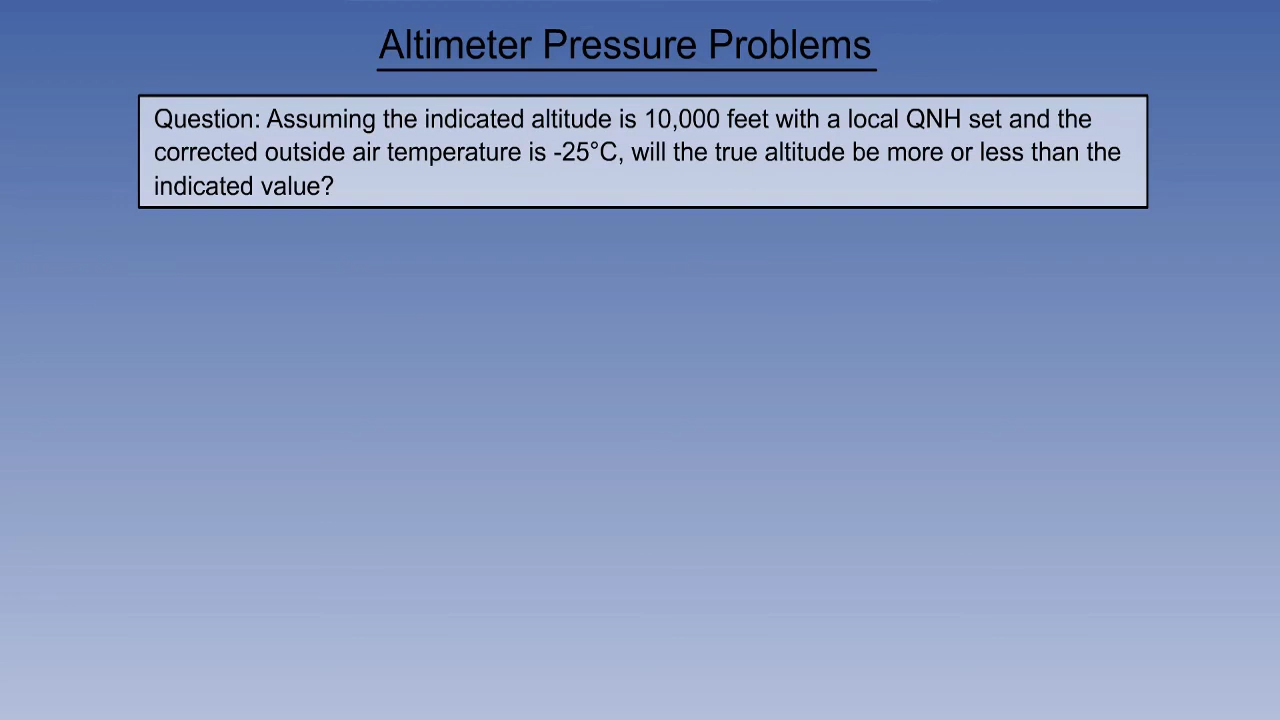 Altimeter Pressure Problems
Question: Assuming the indicated altitude is 10,000 feet with a local QNH set and the
corrected outside air temperature is -25°C, will the true altitude be more or less than the
indicated value?